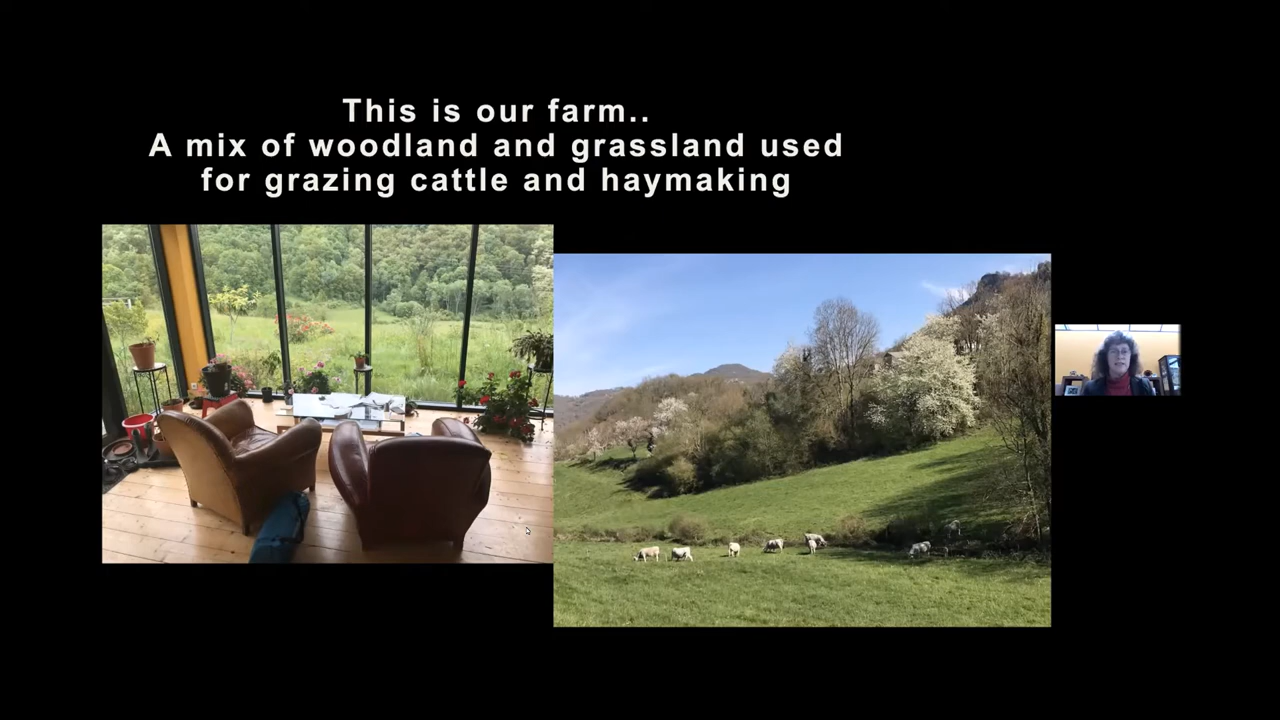 This is our farm..
A mix of woodland and grassland used
for grazing cattle and haymaking